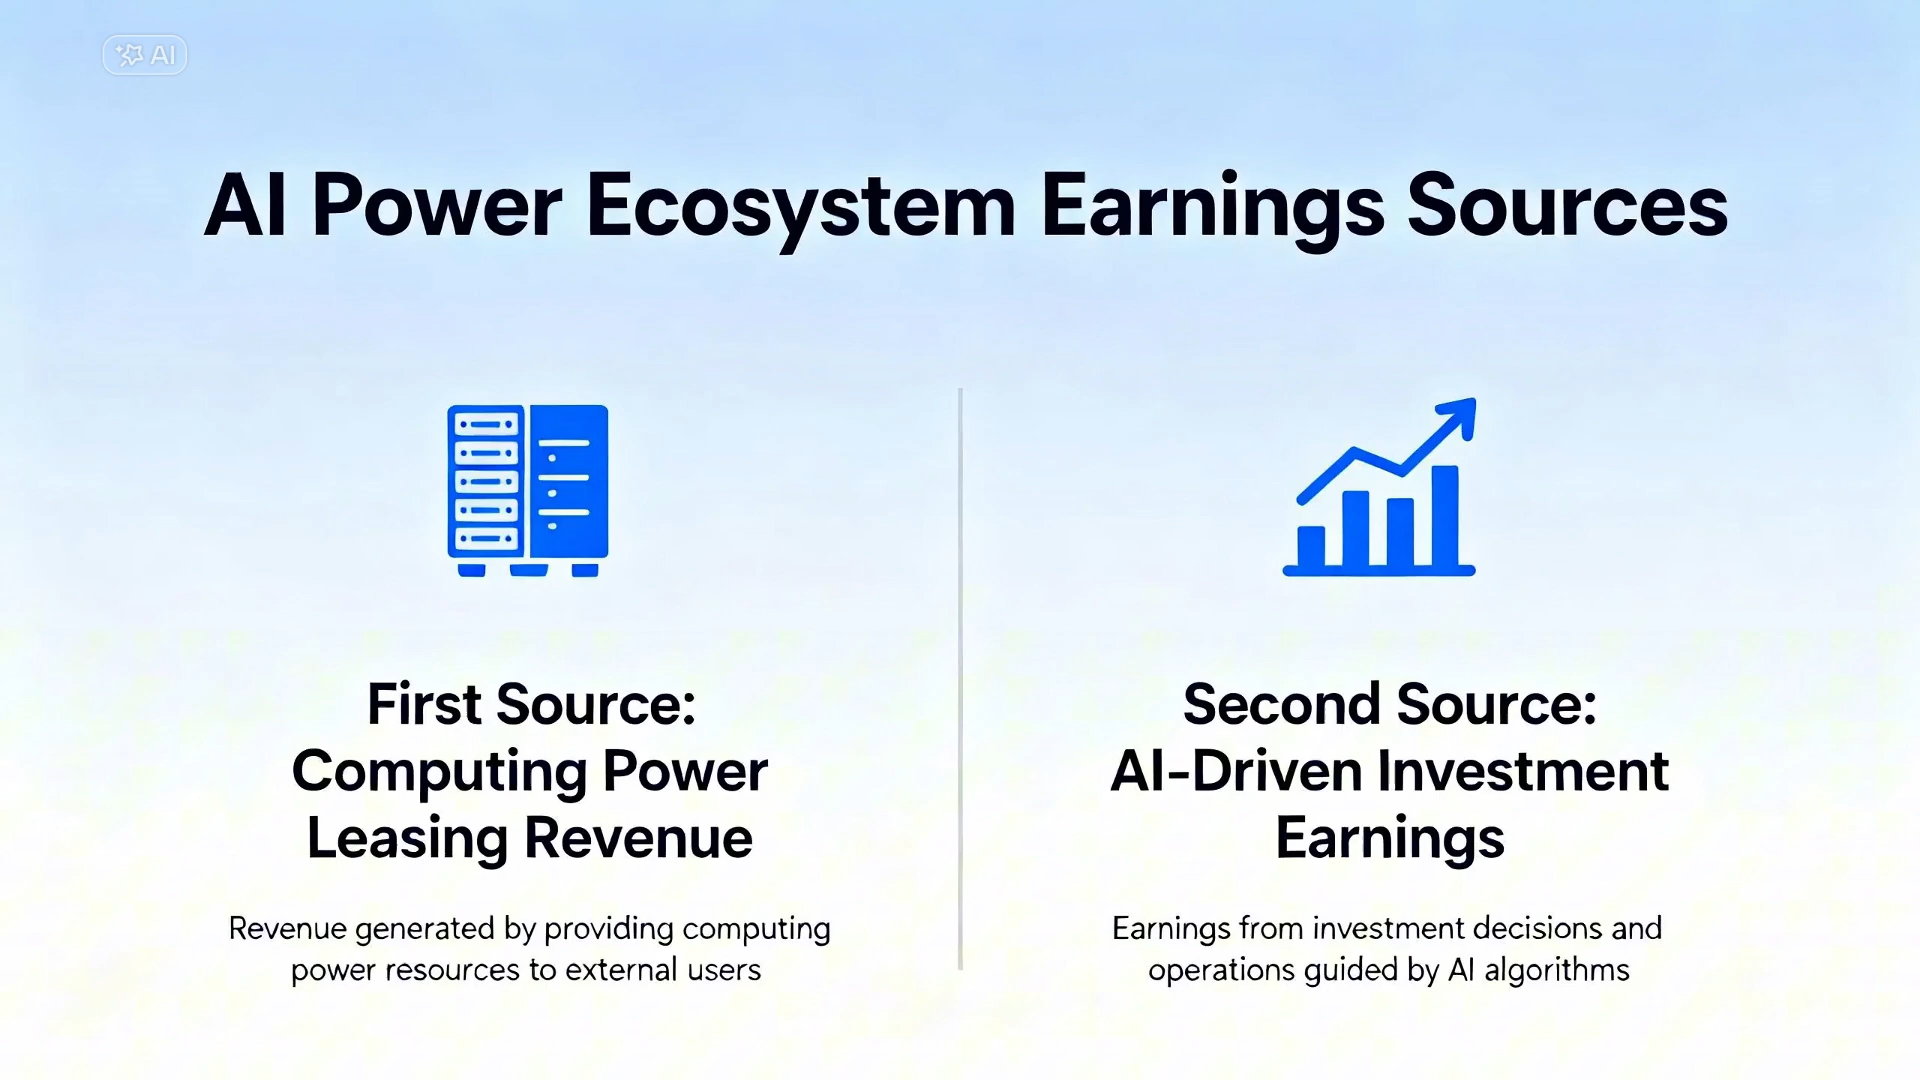 AI
AI Power Ecosystem Earnings Sources
First Source:
Computing Power
Leasing Revenue
Revenue generated by providing computing
power resources to external users
Second Source:
AI-Driven Investment
Earnings
Earnings from investment decisions and
operations guided by AI algorithms